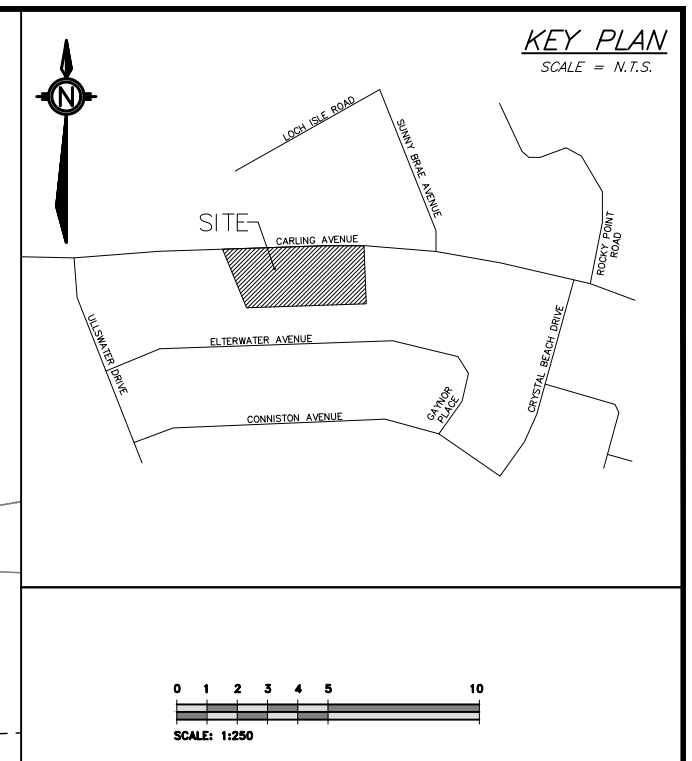 KEY PLAN
SCALE = N.T.S.
N
LOCH ISLE ROAD
SUNNY BRAE AVENUE
SITE
CARLING AVENUE
ROCKY POINT
ROAD
ULLSWATER DRIVE
ELTERWATER AVENUE
CRYSTAL BEACH DRIVE
GAYNOR
PLACE
CONNISTON AVENUE
0 1 2 3 4 5 10
SCALE: 1:250